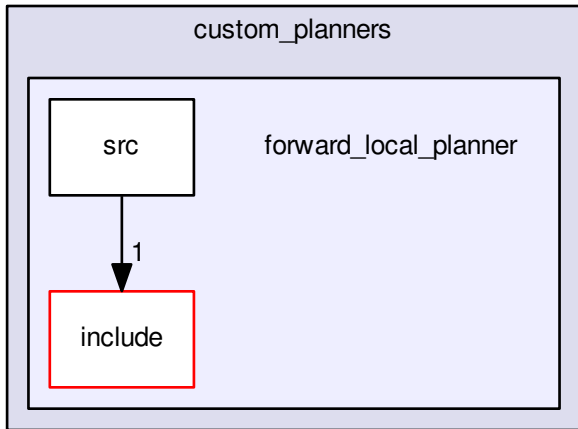 custom_planners
src
forward_local_planner
1
include